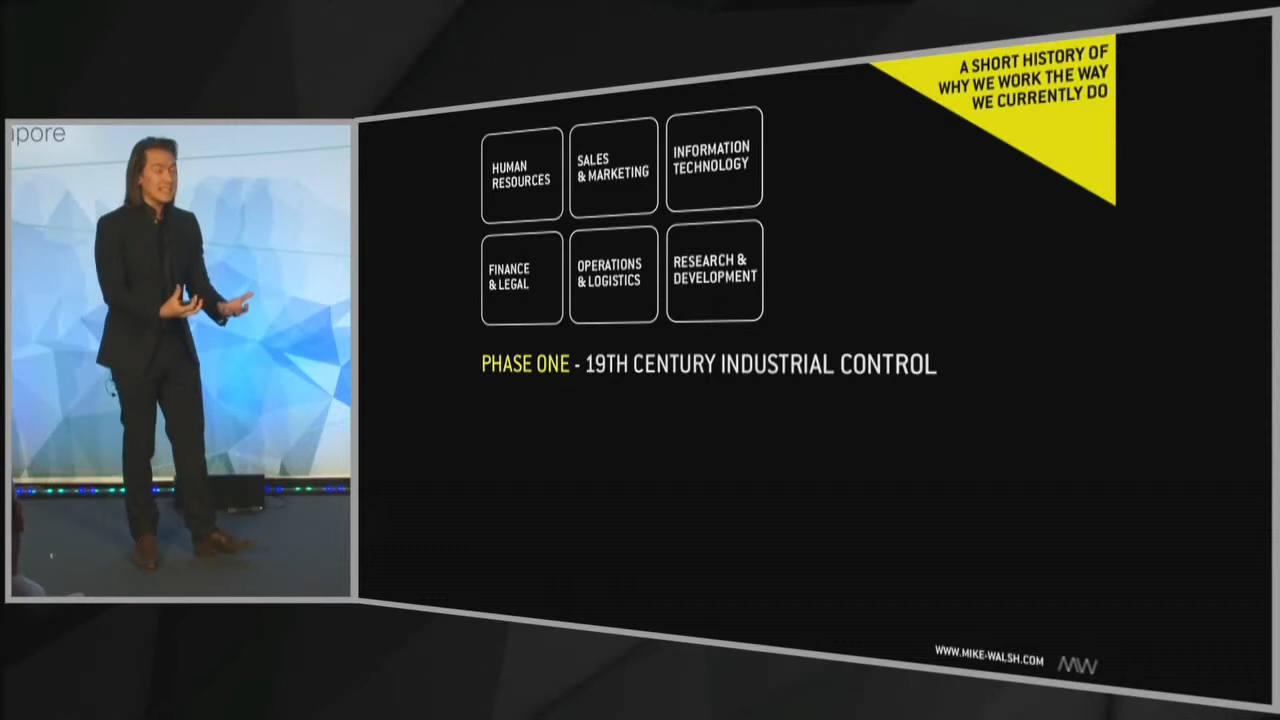 pore
A SHORT HISTORY OF
WHY WE WORK THE WAY
WE CURRENTLY DO
HUMAN
RESOURCES
SALES
& MARKETING
INFORMATION
TECHNOLOGY
FINANCE
& LEGAL
OPERATIONS
& LOGISTICS
RESEARCH &
DEVELOPMENT
PHASE ONE - 19TH CENTURY INDUSTRIAL CONTROL
WWW.MIKE-WALSH.COM
MW